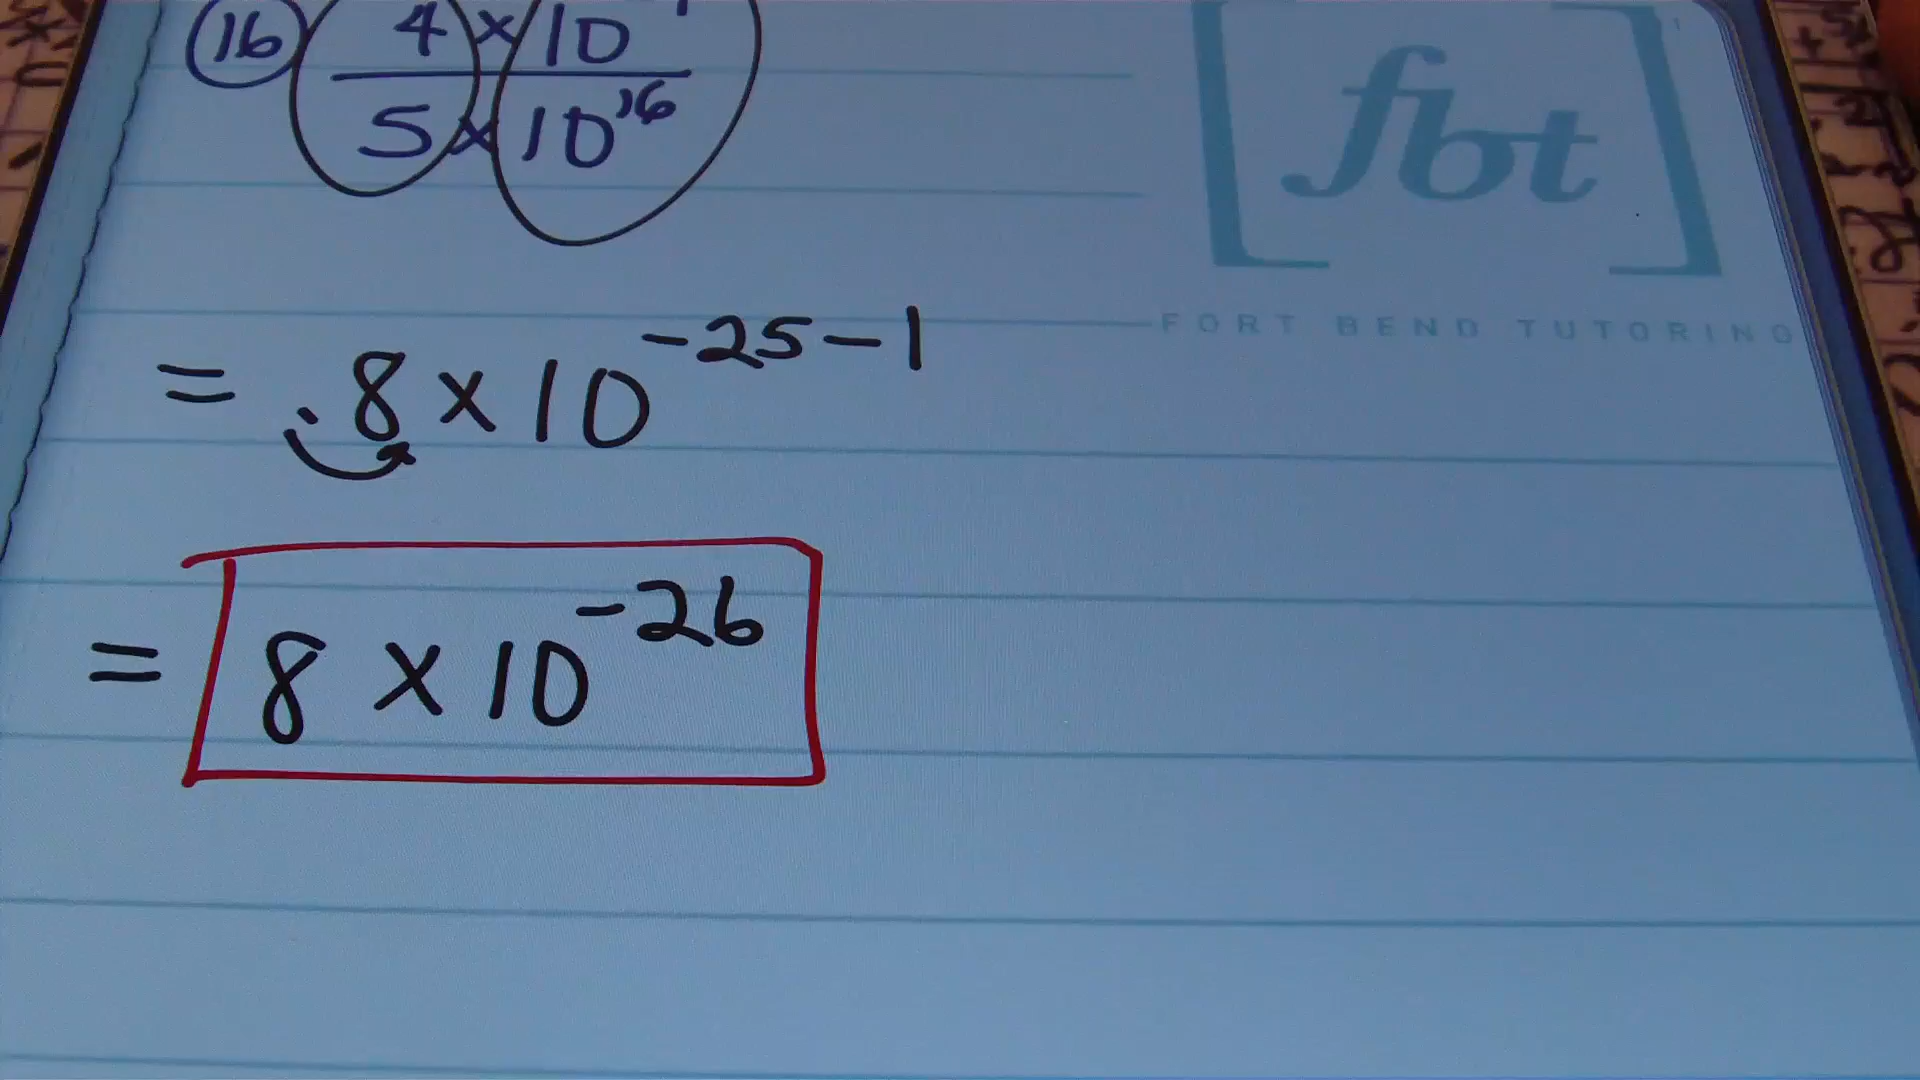 16 4 × 10
5 × 10^16
fbt
FORT BEND TUTORING
= .8 × 10^-25-1
= 8 × 10^-26